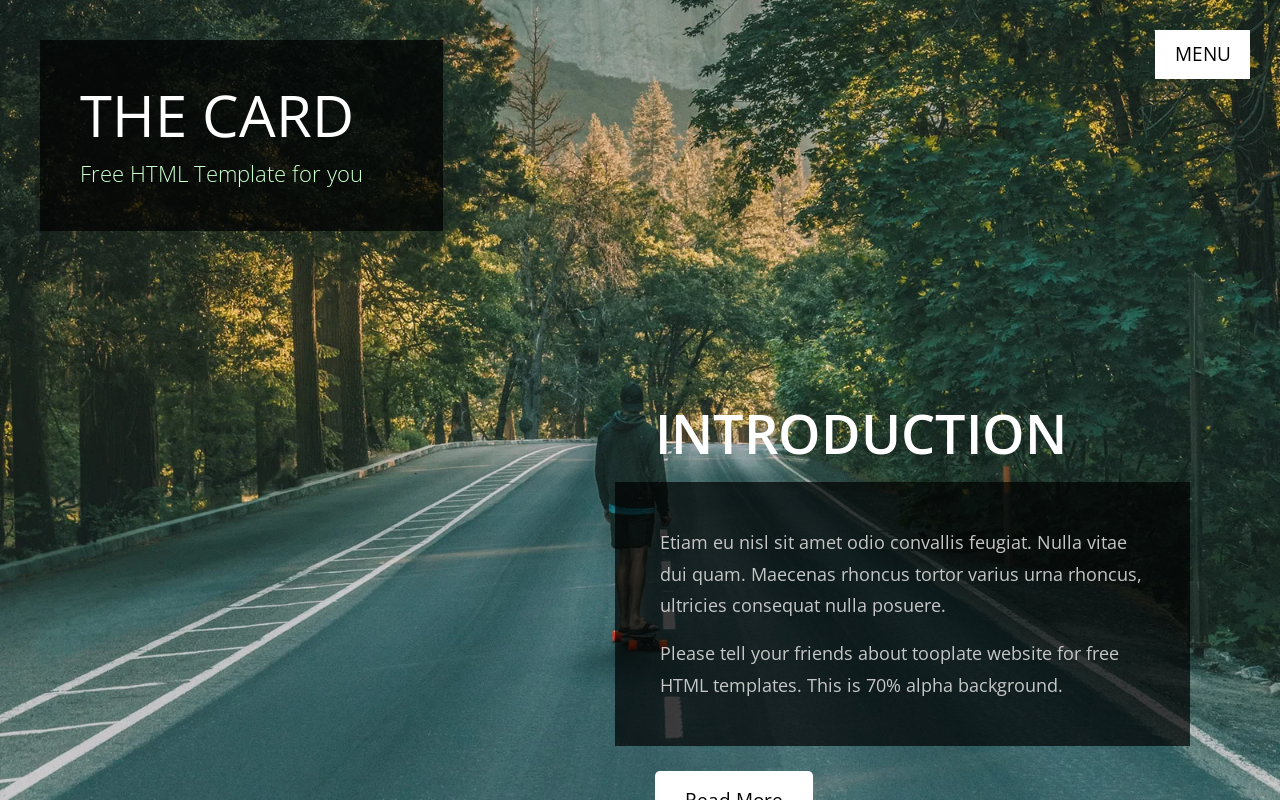 THE CARD
Free HTML Template for you
MENU
INTRODUCTION
Etiam eu nisl sit amet odio convallis feugiat. Nulla vitae
dui quam. Maecenas rhoncus tortor varius urna rhoncus,
ultricies consequat nulla posuere.
Please tell your friends about tooplate website for free
HTML templates. This is 70% alpha background.
Read More